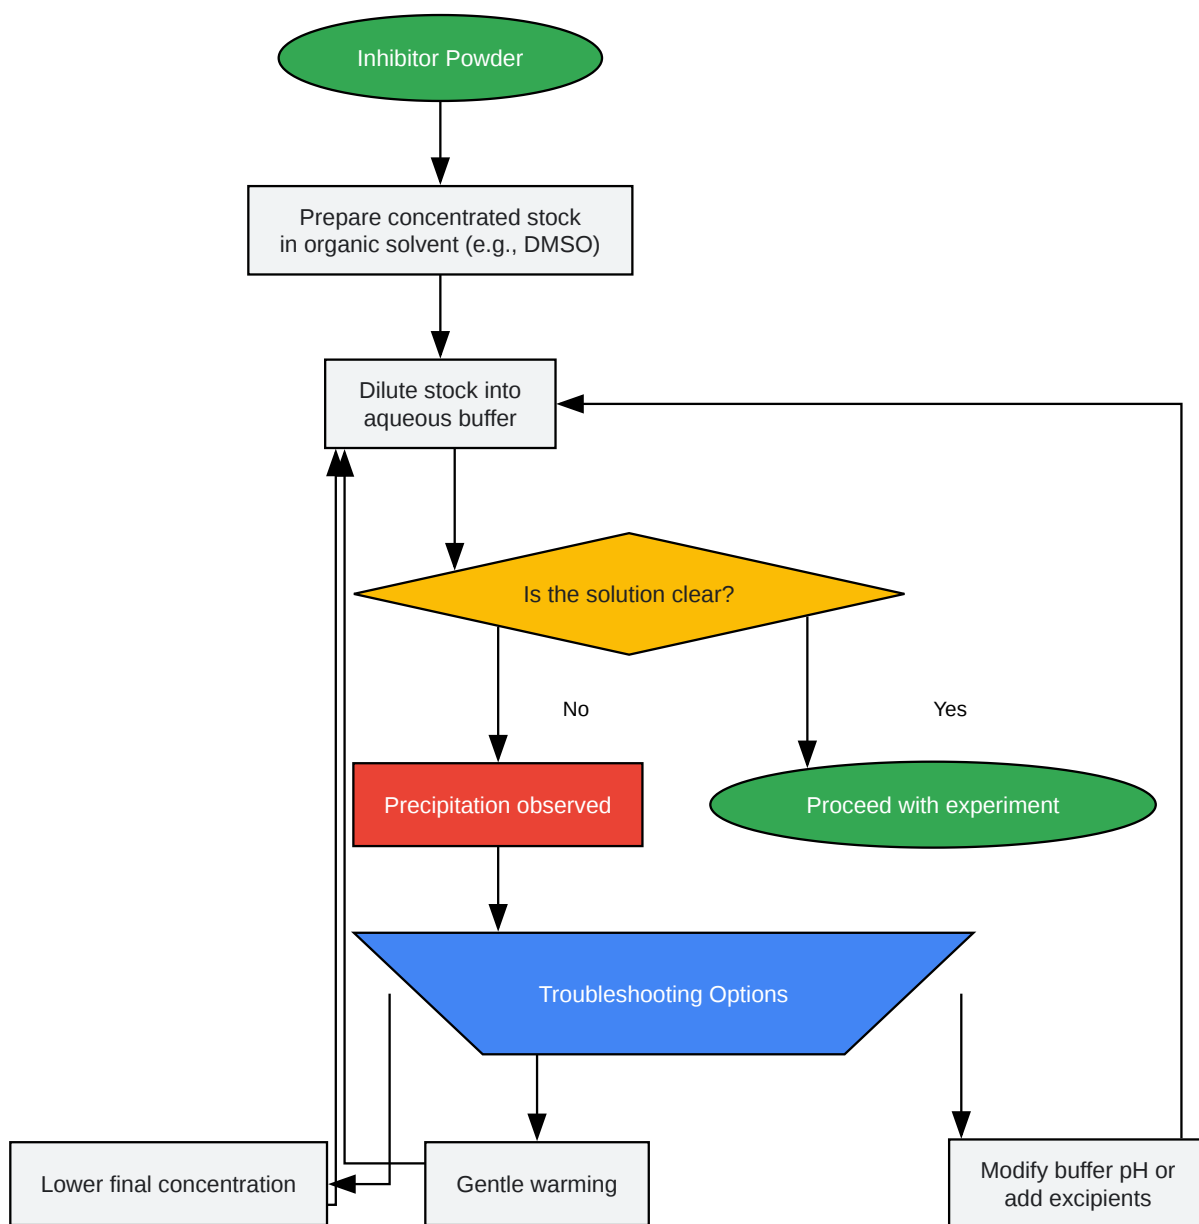 Inhibitor Powder
Prepare concentrated stock
in organic solvent (e.g., DMSO)
Dilute stock into
aqueous buffer
Is the solution clear?
No
Yes
Precipitation observed
Proceed with experiment
Troubleshooting Options
Lower final concentration
Gentle warming
Modify buffer pH or
add excipients